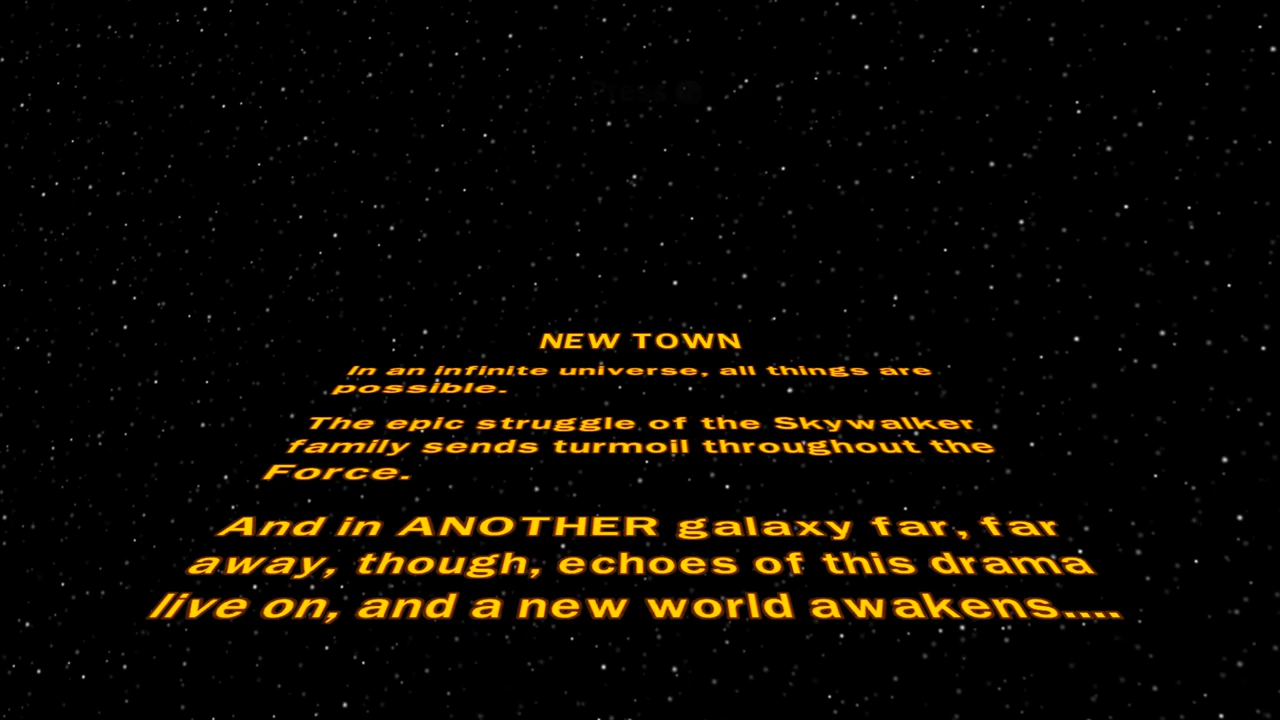 Press
NEW TOWN
In an infinite universe, all things are
possible.
The epic struggle of the Skywalker
family sends turmoil throughout the
Force.
And in ANOTHER galaxy far, far
away, though, echoes of this drama
live on, and a new world awakens....